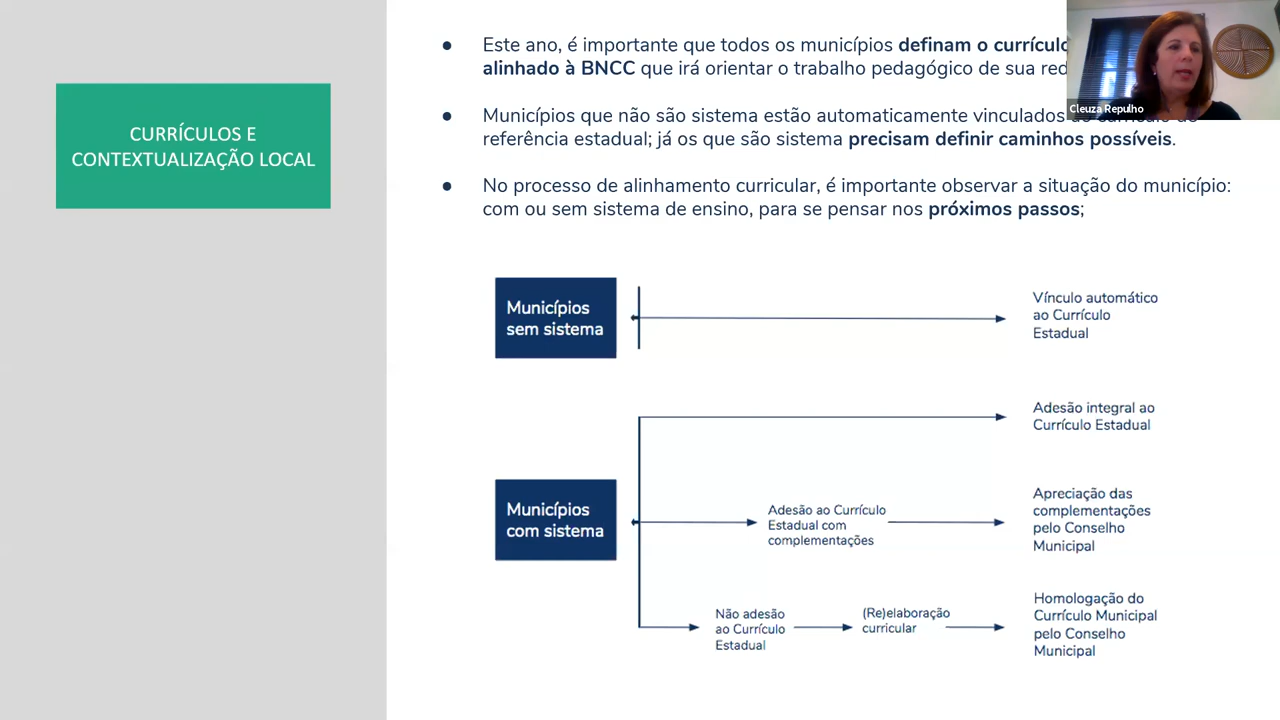 CURRÍCULOS E
CONTEXTUALIZAÇÃO LOCAL
● Este ano, é importante que todos os municípios definam o currículo
alinhado à BNCC que irá orientar o trabalho pedagógico de sua
● Municípios que não são sistema estão automaticamente vinculados
referência estadual; já os que são sistema precisam definir caminhos possíveis.
● No processo de alinhamento curricular, é importante observar a situação do município:
com ou sem sistema de ensino, para se pensar nos próximos passos;
Cleuza Repulho
Municípios
sem sistema
Vínculo automático
ao Currículo
Estadual
Municípios
com sistema
Adesão integral ao
Currículo Estadual
Adesão ao Currículo
Estadual com
complementações
Apreciação das
complementações
pelo Conselho
Municipal
Não adesão
ao Currículo
Estadual
(Re)elaboração
curricular
Homologação do
Currículo Municipal
pelo Conselho
Municipal